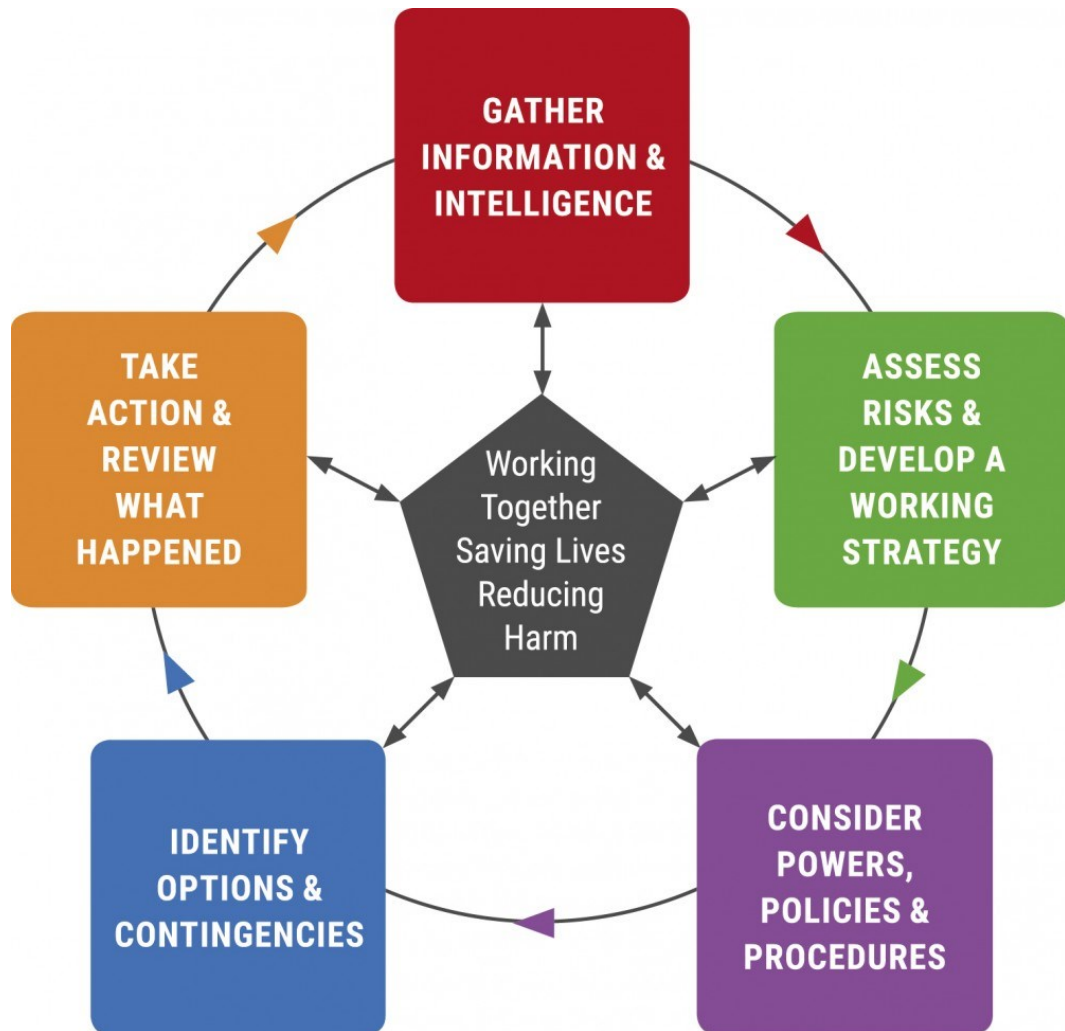 GATHER
INFORMATION &
INTELLIGENCE
ASSESS
RISKS &
DEVELOP A
WORKING
STRATEGY
CONSIDER
POWERS,
POLICIES &
PROCEDURES
IDENTIFY
OPTIONS &
CONTINGENCIES
TAKE
ACTION &
REVIEW
WHAT
HAPPENED
Working
Together
Saving Lives
Reducing
Harm